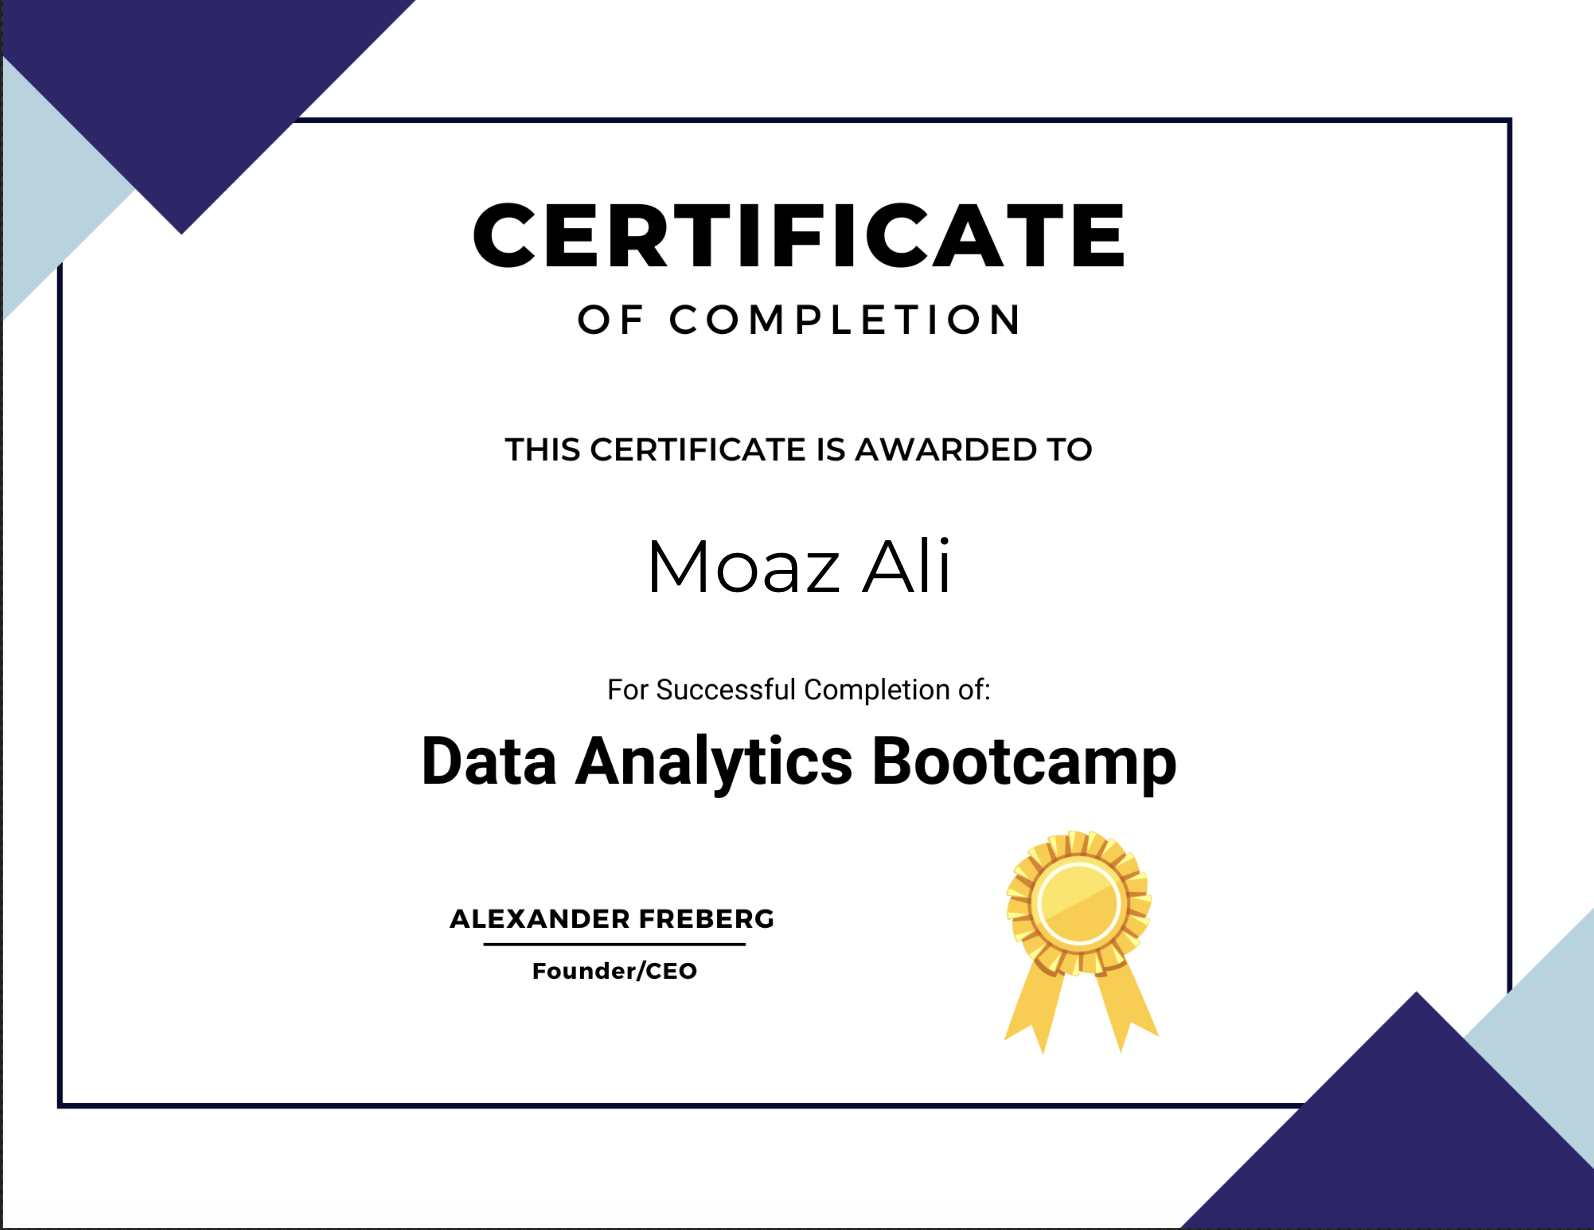 CERTIFICATE
OF COMPLETION
THIS CERTIFICATE IS AWARDED TO
Moaz Ali
For Successful Completion of:
Data Analytics Bootcamp
ALEXANDER FREBERG
Founder/CEO